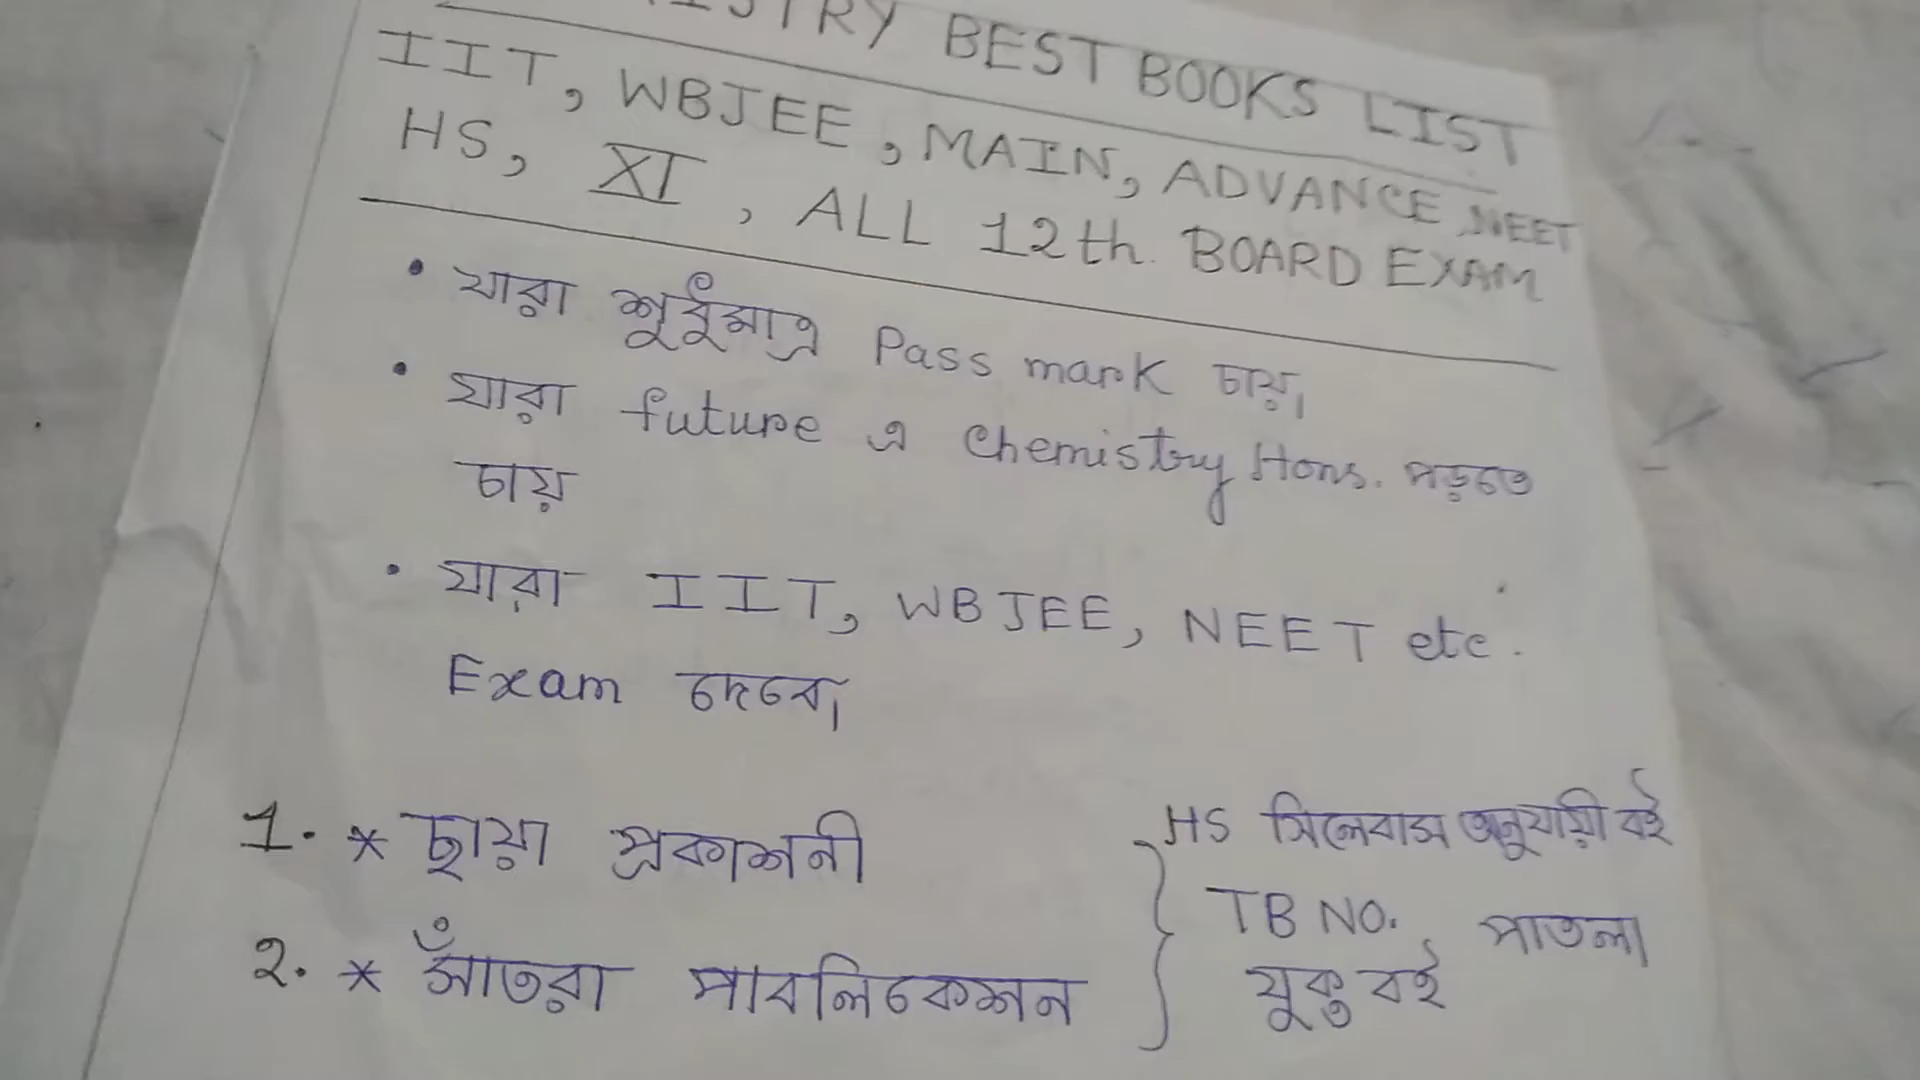 BEST BOOKS LIST
IIT, WBJEE, MAIN, ADVANCE, NEET
HS, XI, ALL 12th. BOARD EXAM
• যারা শুধুমাত্র Pass mark চায়।
• যারা future এ Chemistry Hons. পড়তে
চায়
• যারা IIT, WBJEE, NEET etc.
Exam দেবে।
1. * ছায়া প্রকাশনী
২. * সাঁতরা পাবলিকেশন
HS সিলেবাস অনুযায়ী বই
TB NO. পাতলা
যুক্ত বই